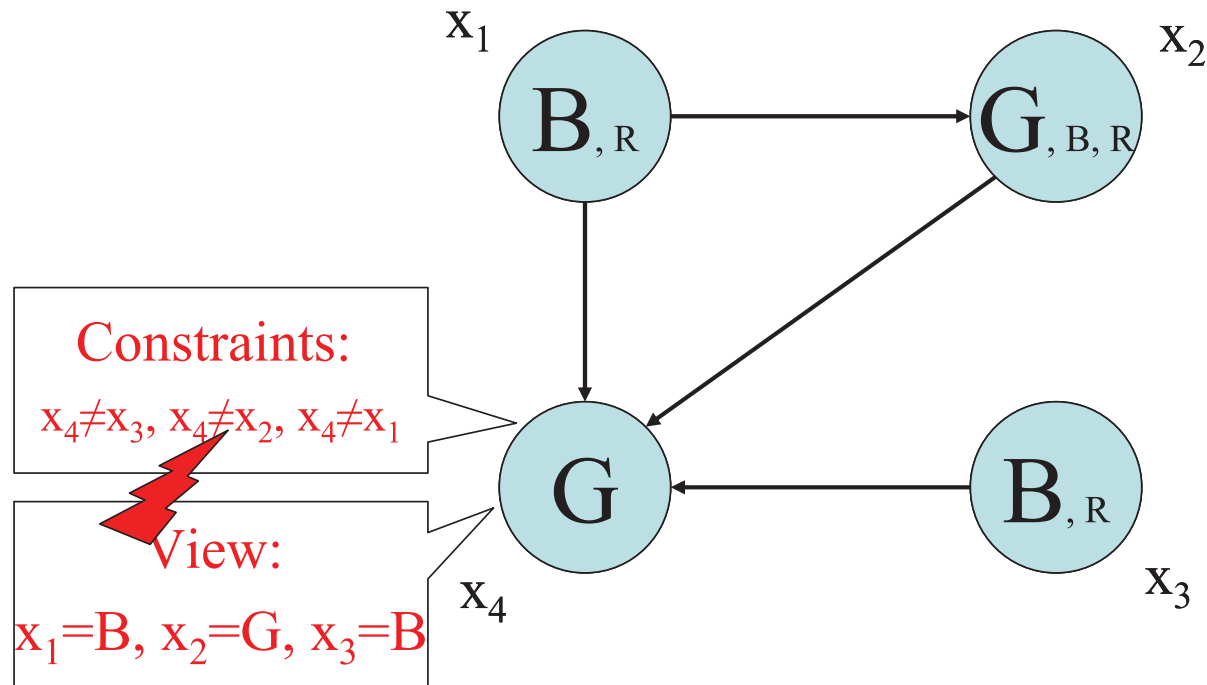 x₁
x₂
B, R
G, B, R
Constraints:
x₄≠x₃, x₄≠x₂, x₄≠x₁
G
B, R
View:
x₁=B, x₂=G, x₃=B
x₄
x₃